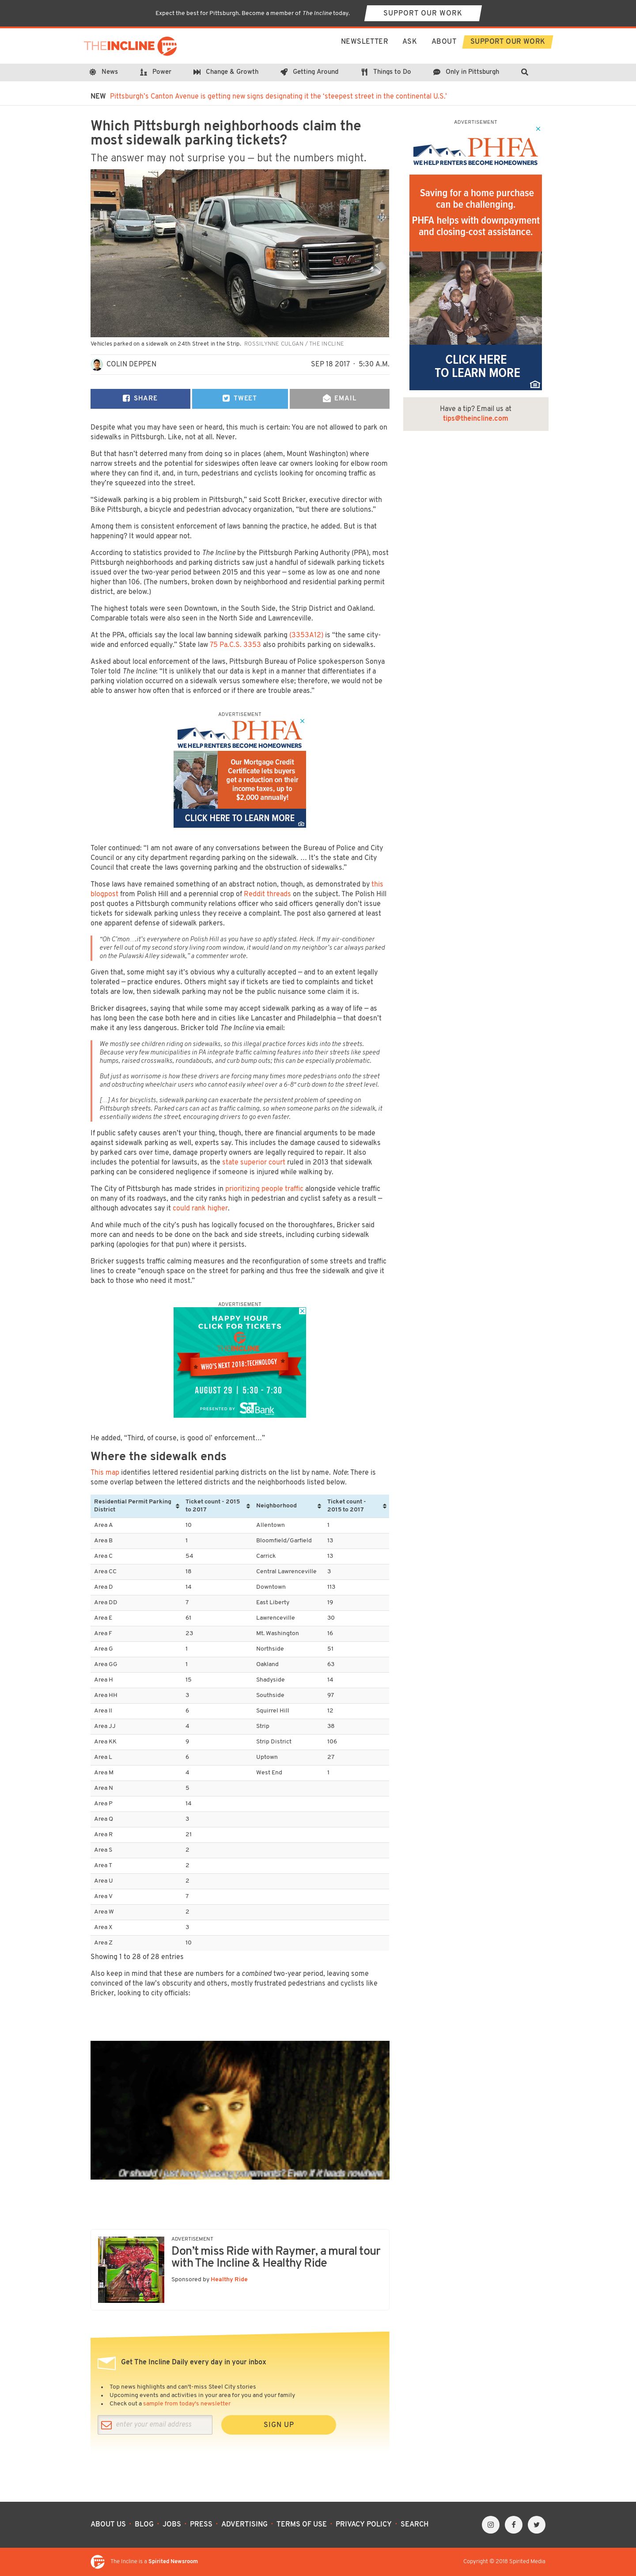 Expect the best for Pittsburgh. Become a member of The Incline today.
SUPPORT OUR WORK
THEINCLINE
NEWSLETTER
ASK
ABOUT
SUPPORT OUR WORK
News
Power
Change & Growth
Getting Around
Things to Do
Only in Pittsburgh
NEW Pittsburgh's Canton Avenue is getting new signs designating it the 'steepest street in the continental U.S.'
Which Pittsburgh neighborhoods claim the
most sidewalk parking tickets?
The answer may not surprise you — but the numbers might.
Vehicles parked on a sidewalk on 24th Street in the Strip. ROSSILYNNE CULGAN / THE INCLINE
COLIN DEPPEN
SEP 18 2017 · 5:30 A.M.
SHARE
TWEET
EMAIL
ADVERTISEMENT
PHFA
WE HELP RENTERS BECOME HOMEOWNERS
Saving for a home purchase
can be challenging.
PHFA helps with downpayment
and closing-cost assistance.
CLICK HERE
TO LEARN MORE
Have a tip? Email us at
tips@theincline.com
Despite what you may have seen or heard, this much is certain: You are not allowed to park on
sidewalks in Pittsburgh. Like, not at all. Never.
But that hasn't deterred many from doing so in places (ahem, Mount Washington) where
narrow streets and the potential for sideswipes often leave car owners looking for elbow room
where they can find it, and, in turn, pedestrians and cyclists looking for oncoming traffic as
they're squeezed into the street.
“Sidewalk parking is a big problem in Pittsburgh,” said Scott Bricker, executive director with
Bike Pittsburgh, a bicycle and pedestrian advocacy organization, “but there are solutions.”
Among them is consistent enforcement of laws banning the practice, he added. But is that
happening? It would appear not.
According to statistics provided to The Incline by the Pittsburgh Parking Authority (PPA), most
Pittsburgh neighborhoods and parking districts saw just a handful of sidewalk parking tickets
issued over the two-year period between 2015 and this year — some as low as one and none
higher than 106. (The numbers, broken down by neighborhood and residential parking permit
district, are below.)
The highest totals were seen Downtown, in the South Side, the Strip District and Oakland.
Comparable totals were also seen in the North Side and Lawrenceville.
At the PPA, officials say the local law banning sidewalk parking (3353A12) is “the same city-
wide and enforced equally.” State law 75 Pa.C.S. 3353 also prohibits parking on sidewalks.
Asked about local enforcement of the laws, Pittsburgh Bureau of Police spokesperson Sonya
Toler told The Incline: “It is unlikely that our data is kept in a manner that differentiates if a
parking violation occurred on a sidewalk versus somewhere else; therefore, we would not be
able to answer how often that is enforced or if there are trouble areas.”
ADVERTISEMENT
PHFA
WE HELP RENTERS BECOME HOMEOWNERS
Our Mortgage Credit
Certificate lets buyers
get a reduction on their
income taxes, up to
$2,000 annually!
CLICK HERE TO LEARN MORE
Toler continued: “I am not aware of any conversations between the Bureau of Police and City
Council or any city department regarding parking on the sidewalk. … It's the state and City
Council that create the laws governing parking and the obstruction of sidewalks.”
Those laws have remained something of an abstract notion, though, as demonstrated by this
blogpost from Polish Hill and a perennial crop of Reddit threads on the subject. The Polish Hill
post quotes a Pittsburgh community relations officer who said officers generally don't issue
tickets for sidewalk parking unless they receive a complaint. The post also garnered at least
one apparent defense of sidewalk parkers.
“Oh C'mon…,it's everywhere on Polish Hill as you have so aptly stated. Heck. If my air-conditioner
ever fell out of my second story living room window, it would land on my neighbor's car always parked
on the Pulawski Alley sidewalk,” a commenter wrote.
Given that, some might say it's obvious why a culturally accepted — and to an extent legally
tolerated — practice endures. Others might say if tickets are tied to complaints and ticket
totals are low, then sidewalk parking may not be the public nuisance some claim it is.
Bricker disagrees, saying that while some may accept sidewalk parking as a way of life — as
has long been the case both here and in cities like Lancaster and Philadelphia — that doesn't
make it any less dangerous. Bricker told The Incline via email:
We mostly see children riding on sidewalks, so this illegal practice forces kids into the streets.
Because very few municipalities in PA integrate traffic calming features into their streets like speed
humps, raised crosswalks, roundabouts, and curb bump outs; this can be especially problematic.
But just as worrisome is how these drivers are forcing many times more pedestrians onto the street
and obstructing wheelchair users who cannot easily wheel over a 6-8″ curb down to the street level.
[…] As for bicyclists, sidewalk parking can exacerbate the persistent problem of speeding on
Pittsburgh streets. Parked cars can act as traffic calming, so when someone parks on the sidewalk, it
essentially widens the street, encouraging drivers to go even faster.
If public safety causes aren't your thing, though, there are financial arguments to be made
against sidewalk parking as well, experts say. This includes the damage caused to sidewalks
by parked cars over time, damage property owners are legally required to repair. It also
includes the potential for lawsuits, as the state superior court ruled in 2013 that sidewalk
parking can be considered negligence if someone is injured while walking by.
The City of Pittsburgh has made strides in prioritizing people traffic alongside vehicle traffic
on many of its roadways, and the city ranks high in pedestrian and cyclist safety as a result —
although advocates say it could rank higher.
And while much of the city's push has logically focused on the thoroughfares, Bricker said
more can and needs to be done on the back and side streets, including curbing sidewalk
parking (apologies for that pun) where it persists.
Bricker suggests traffic calming measures and the reconfiguration of some streets and traffic
lines to create “enough space on the street for parking and thus free the sidewalk and give it
back to those who need it most.”
ADVERTISEMENT
HAPPY HOUR
CLICK FOR TICKETS
THEINCLINE
WHO'S NEXT 2018: TECHNOLOGY
AUGUST 29 | 5:30 - 7:30
PRESENTED BY S&T Bank
He added, “Third, of course, is good ol' enforcement…”
Where the sidewalk ends
This map identifies lettered residential parking districts on the list by name. Note: There is
some overlap between the lettered districts and the neighborhoods listed below.
Residential Permit Parking District | Ticket count - 2015 to 2017 | Neighborhood | Ticket count - 2015 to 2017
Area A 10 Allentown 1
Area B 1 Bloomfield/Garfield 13
Area C 54 Carrick 13
Area CC 18 Central Lawrenceville 3
Area D 14 Downtown 113
Area DD 7 East Liberty 19
Area E 61 Lawrenceville 30
Area F 23 Mt. Washington 16
Area G 1 Northside 51
Area GG 1 Oakland 63
Area H 15 Shadyside 14
Area HH 3 Southside 97
Area II 6 Squirrel Hill 12
Area JJ 4 Strip 38
Area KK 9 Strip District 106
Area L 6 Uptown 27
Area M 4 West End 1
Area N 5
Area P 14
Area Q 3
Area R 21
Area S 2
Area T 2
Area U 2
Area V 7
Area W 2
Area X 3
Area Z 10
Showing 1 to 28 of 28 entries
Also keep in mind that these are numbers for a combined two-year period, leaving some
convinced of the law's obscurity and others, mostly frustrated pedestrians and cyclists like
Bricker, looking to city officials:
Or should I just keep chasing pavements? Even if it leads nowhere
ADVERTISEMENT
Don't miss Ride with Raymer, a mural tour
with The Incline & Healthy Ride
Sponsored by Healthy Ride
Get The Incline Daily every day in your inbox
Top news highlights and can't-miss Steel City stories
Upcoming events and activities in your area for you and your family
Check out a sample from today's newsletter
enter your email address
SIGN UP
ABOUT US · BLOG · JOBS · PRESS · ADVERTISING · TERMS OF USE · PRIVACY POLICY · SEARCH
The Incline is a Spirited Newsroom
Copyright © 2018 Spirited Media